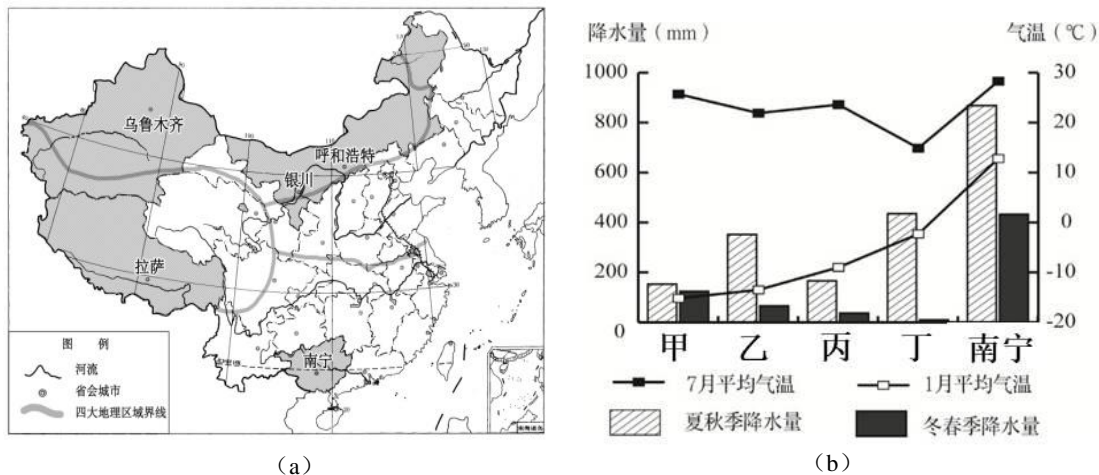 乌鲁木齐
呼和浩特
银川
拉萨
南宁
图 例
河流
省会城市
四大地理区域界线
南海诸岛
(a)
降水量（mm）
气温（℃）
1000
800
600
400
200
0
30
20
10
0
-10
-20
甲 乙 丙 丁 南宁
7月平均气温
1月平均气温
夏秋季降水量
冬春季降水量
(b)